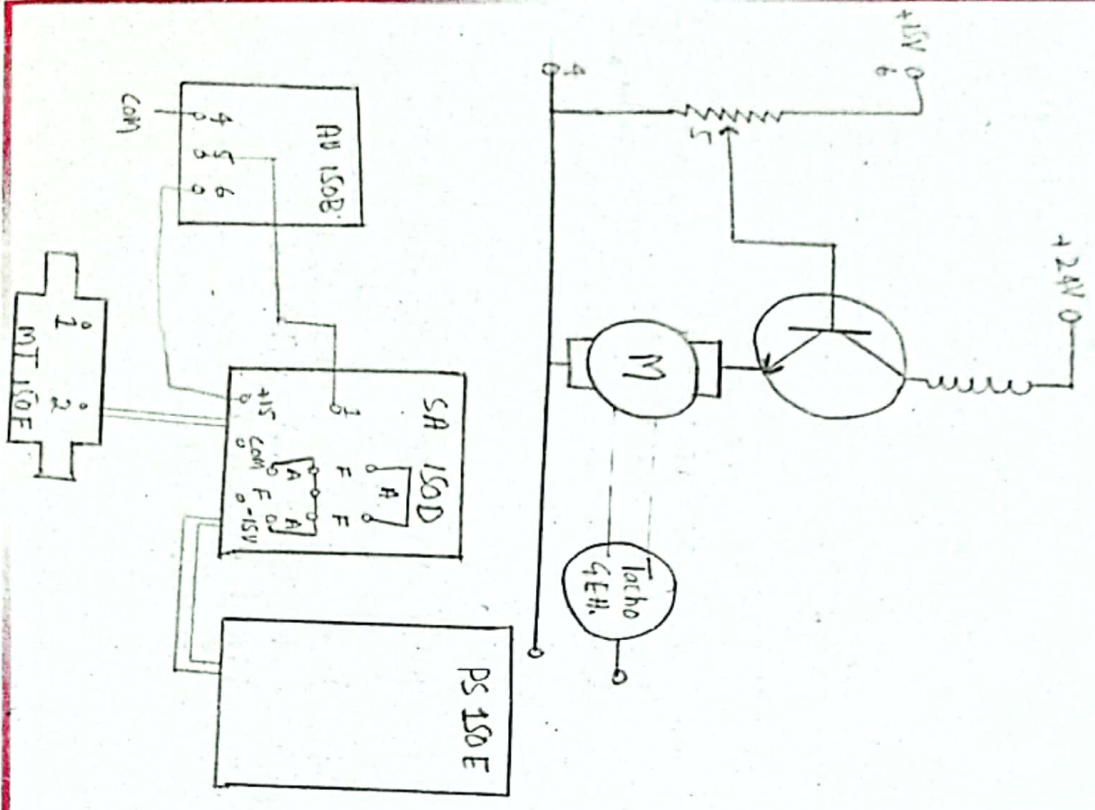 +24V
+15V
6
5
M
Tacho
GEN.
4
PS 150E
SA 150D
A
F F
1
A A
F
+15 COM -15V
AU 150B
4 5 6
COM
1 2
MT 150F